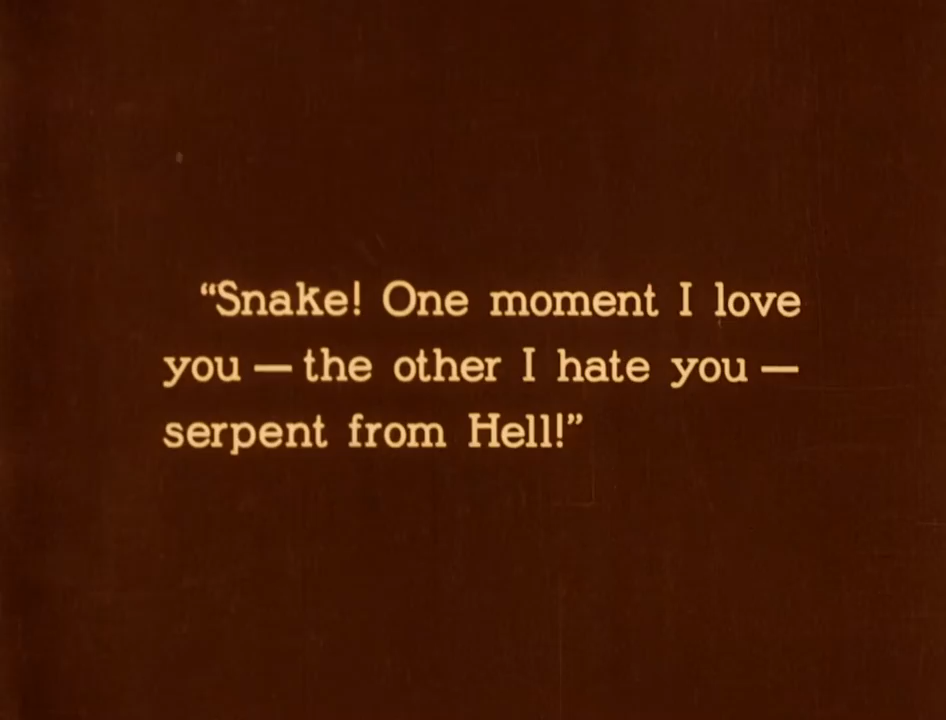 “Snake! One moment I love
you — the other I hate you —
serpent from Hell!”